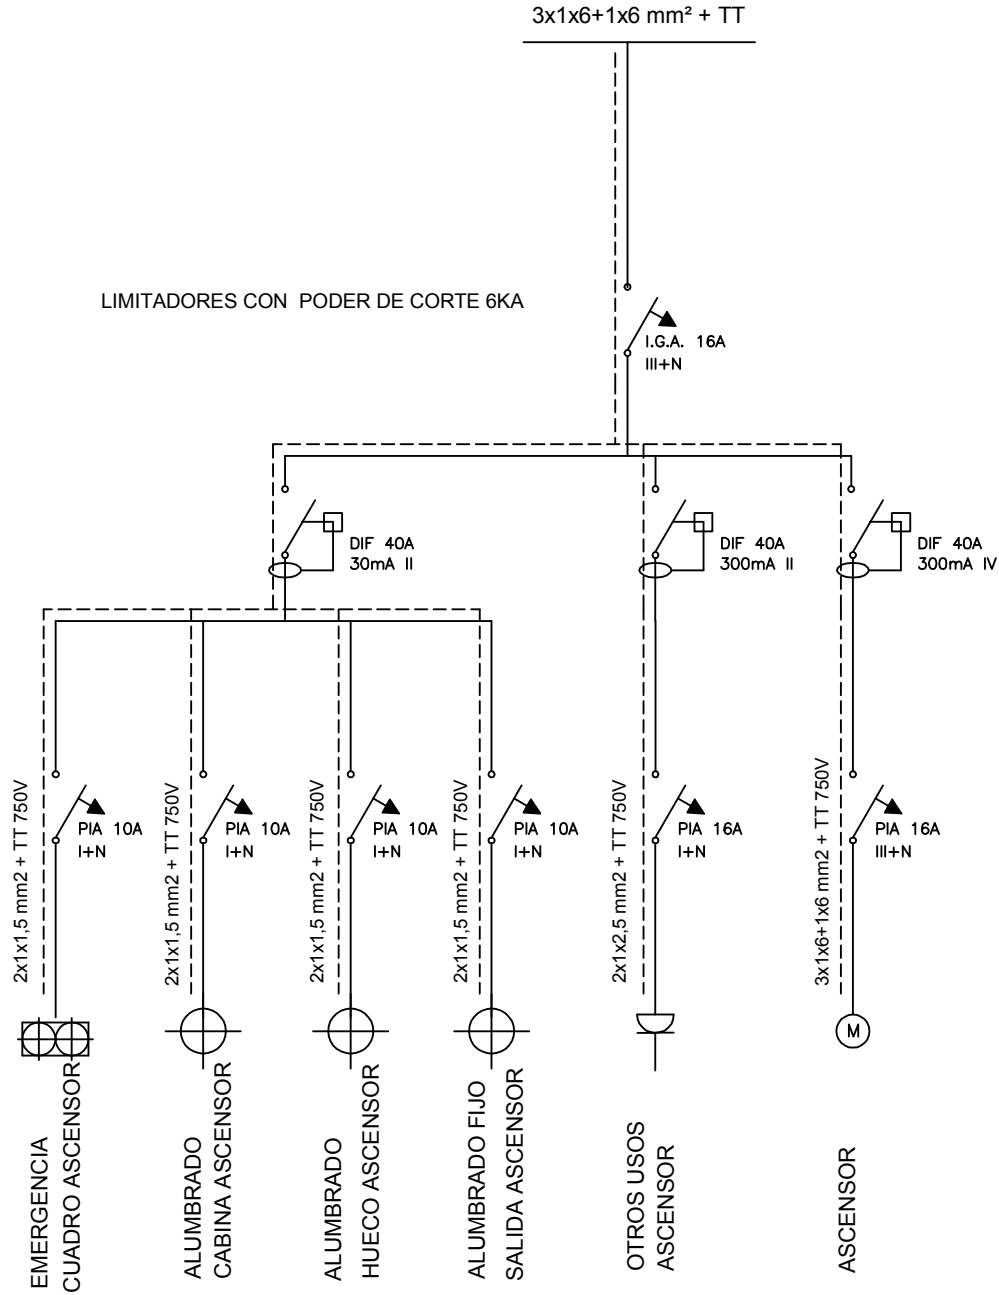 3x1x6+1x6 mm² + TT
LIMITADORES CON  PODER DE CORTE 6KA
I.G.A.  16A
III+N
DIF  40A
30mA  II
DIF  40A
300mA  II
DIF  40A
300mA  IV
2x1x1,5 mm2 + TT 750V
PIA  10A
I+N
2x1x1,5 mm2 + TT 750V
PIA  10A
I+N
2x1x1,5 mm2 + TT 750V
PIA  10A
I+N
2x1x1,5 mm2 + TT 750V
PIA  10A
I+N
2x1x2,5 mm2 + TT 750V
PIA  16A
I+N
3x1x6+1x6 mm2 + TT 750V
PIA  16A
III+N
M
EMERGENCIA
CUADRO ASCENSOR
ALUMBRADO
CABINA ASCENSOR
ALUMBRADO
HUECO ASCENSOR
ALUMBRADO FIJO
SALIDA ASCENSOR
OTROS USOS
ASCENSOR
ASCENSOR